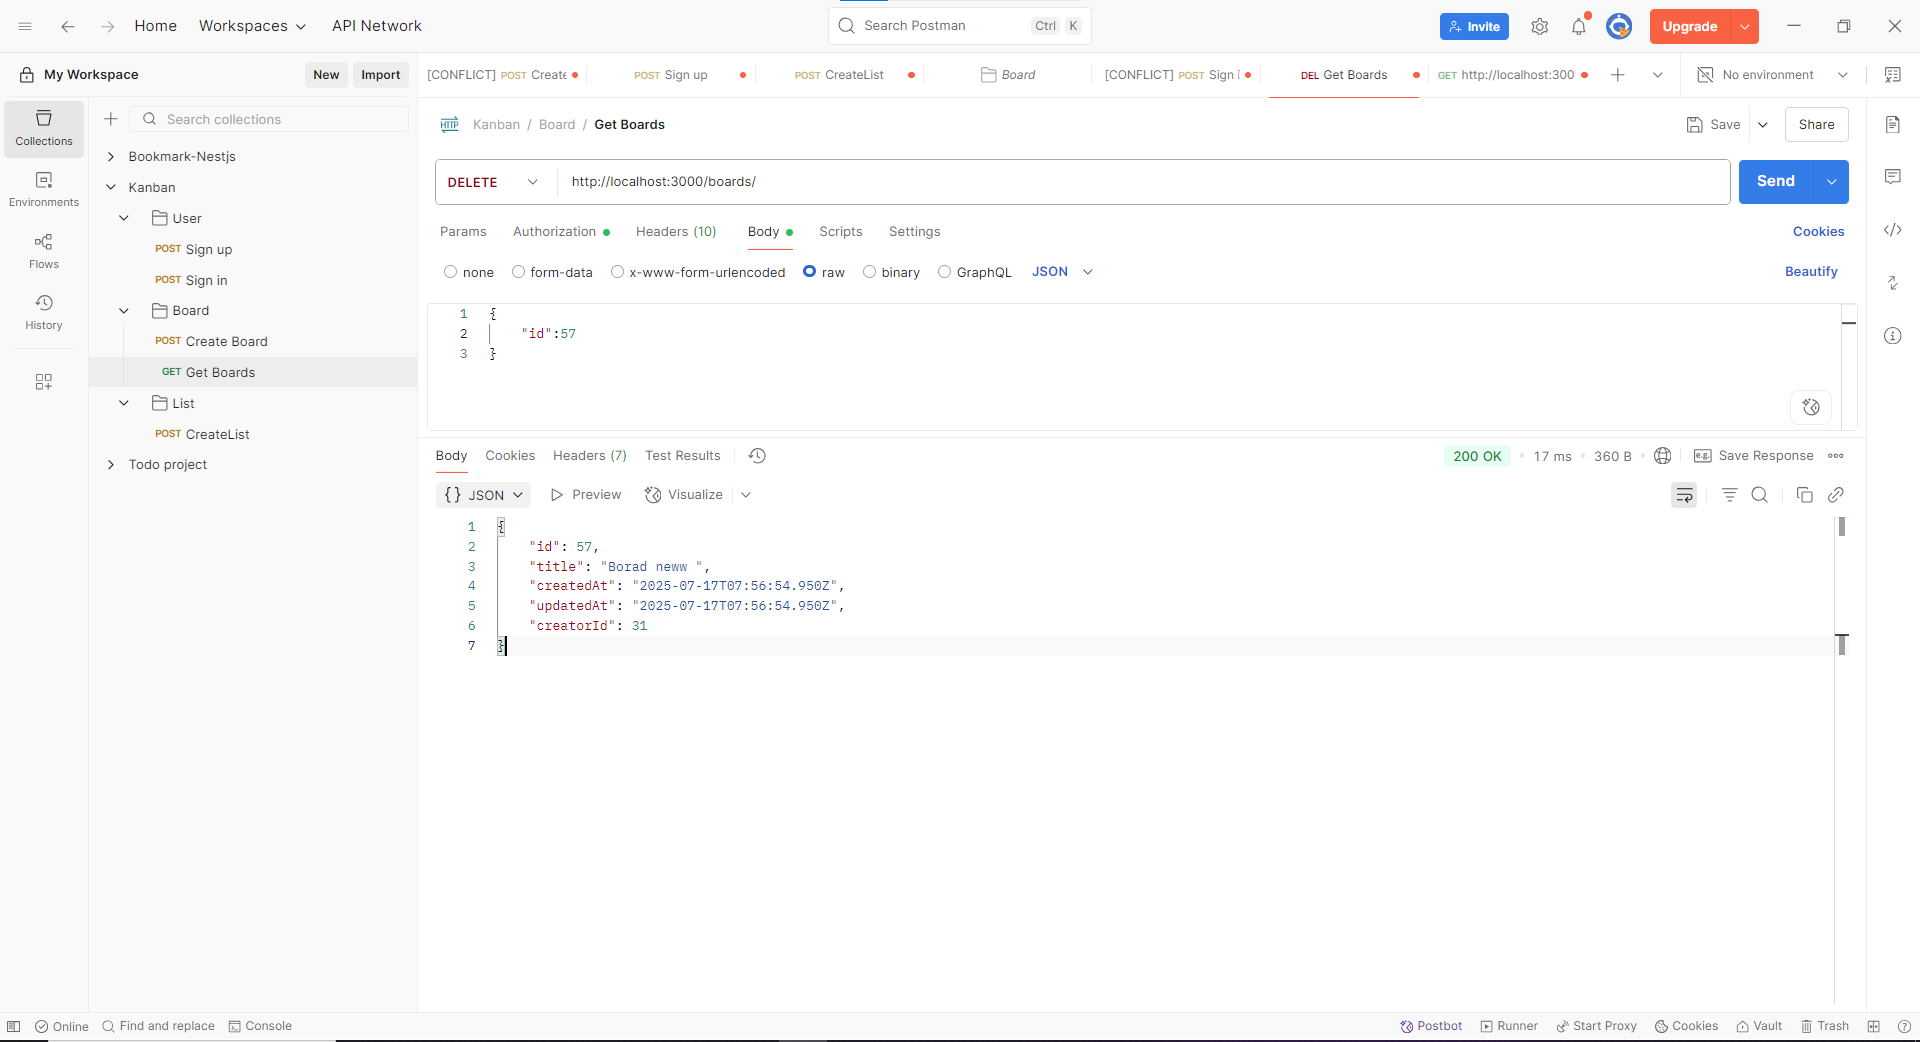 Home Workspaces API Network Search Postman Ctrl K Invite Upgrade
My Workspace New Import [CONFLICT] POST Create POST Sign up POST CreateList Board [CONFLICT] POST Sign DEL Get Boards GET http://localhost:300 No environment
Collections
Environments
Flows
History
Search collections
Bookmark-Nestjs
Kanban
User
POST Sign up
POST Sign in
Board
POST Create Board
GET Get Boards
List
POST CreateList
Todo project
HTTP Kanban / Board / Get Boards Save Share
DELETE http://localhost:3000/boards/ Send
Params Authorization Headers (10) Body Scripts Settings Cookies
none form-data x-www-form-urlencoded raw binary GraphQL JSON Beautify
1 {
2 "id":57
3 }
Body Cookies Headers (7) Test Results 200 OK • 17 ms • 360 B • e.g. Save Response
{} JSON Preview Visualize
1 {
2 "id": 57,
3 "title": "Borad neww ",
4 "createdAt": "2025-07-17T07:56:54.950Z",
5 "updatedAt": "2025-07-17T07:56:54.950Z",
6 "creatorId": 31
7 }
Online Find and replace Console Postbot Runner Start Proxy Cookies Vault Trash